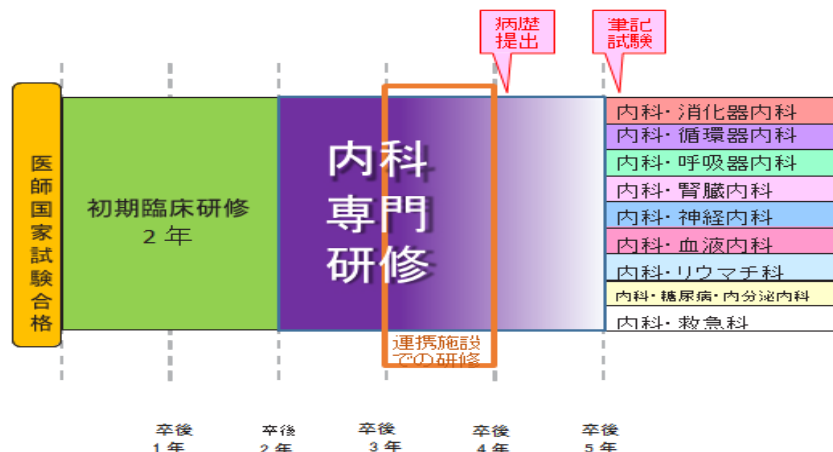 病歴
提出
筆記
試験
医師国家試験合格
初期臨床研修
2 年
内科
専門
研修
連携施設
での研修
内科・消化器内科
内科・循環器内科
内科・呼吸器内科
内科・腎臓内科
内科・神経内科
内科・血液内科
内科・リウマチ科
内科・糖尿病・内分泌内科
内科・救急科
卒後
1 年
卒後
2 年
卒後
3 年
卒後
4 年
卒後
5 年